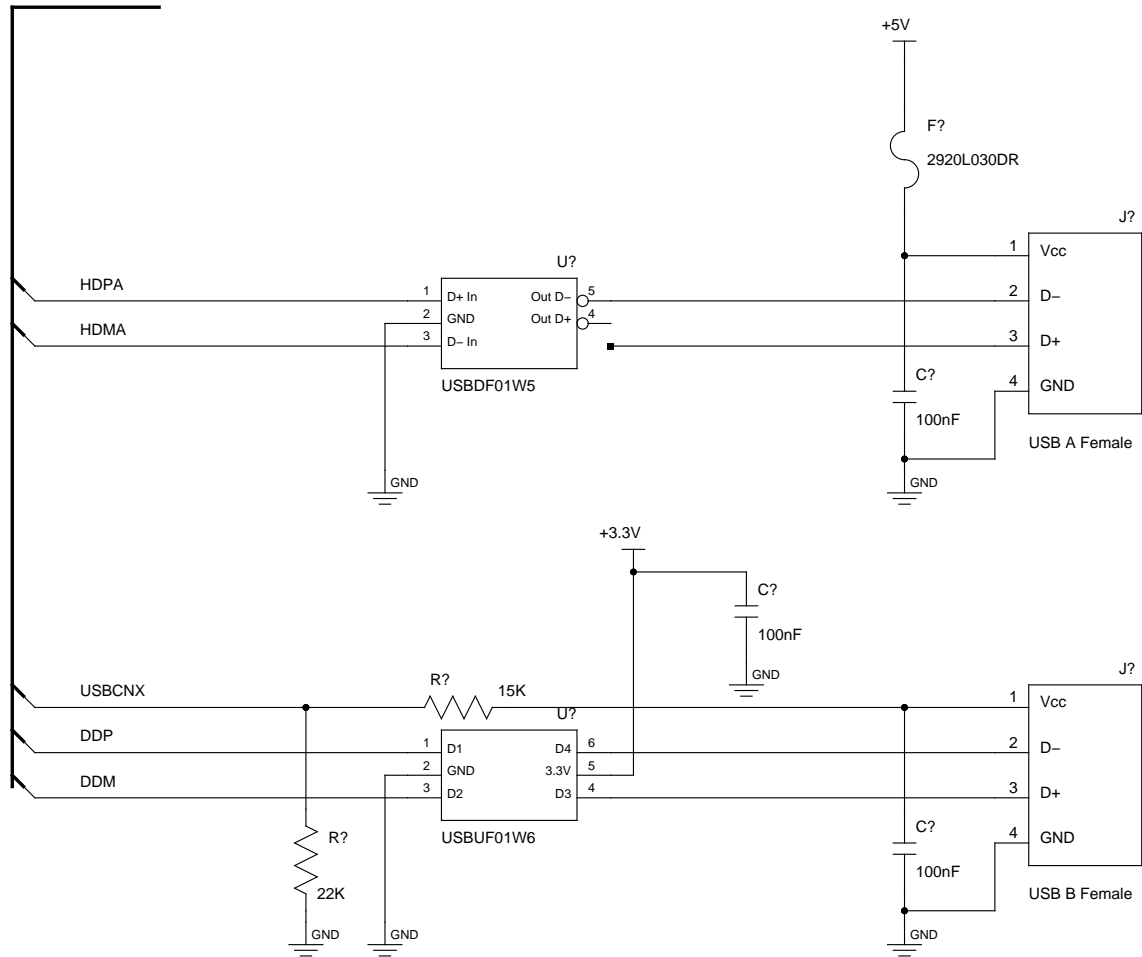 +5V
F?
2920L030DR
J?
1 Vcc
2 D−
3 D+
4 GND
USB A Female
C?
100nF
GND
HDPA
HDMA
U?
1 D+ In
2 GND
3 D− In
Out D− 5
Out D+ 4
USBDF01W5
GND
+3.3V
C?
100nF
GND
USBCNX
DDP
DDM
R?
15K
U?
1 D1
2 GND
3 D2
D4 6
3.3V 5
D3 4
USBUF01W6
R?
22K
GND
GND
J?
1 Vcc
2 D−
3 D+
4 GND
USB B Female
C?
100nF
GND